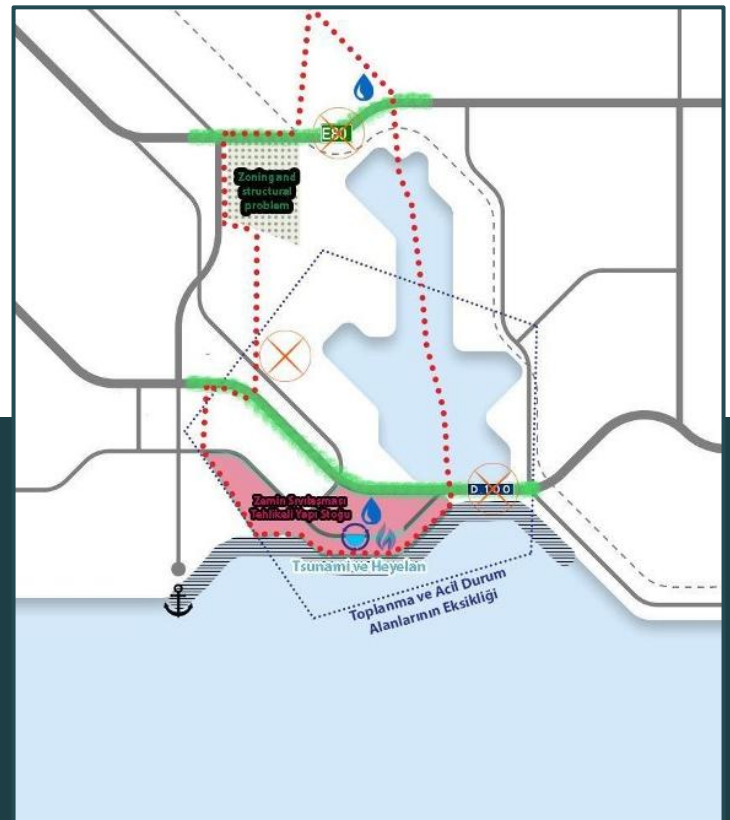 E80
Zoning and
structural
problem
D 100
Zemin Sıvılaşması
Tehlikeli Yapı Stoğu
Tsunami ve Heyelan
Toplanma ve Acil Durum
Alanlarının Eksikliği